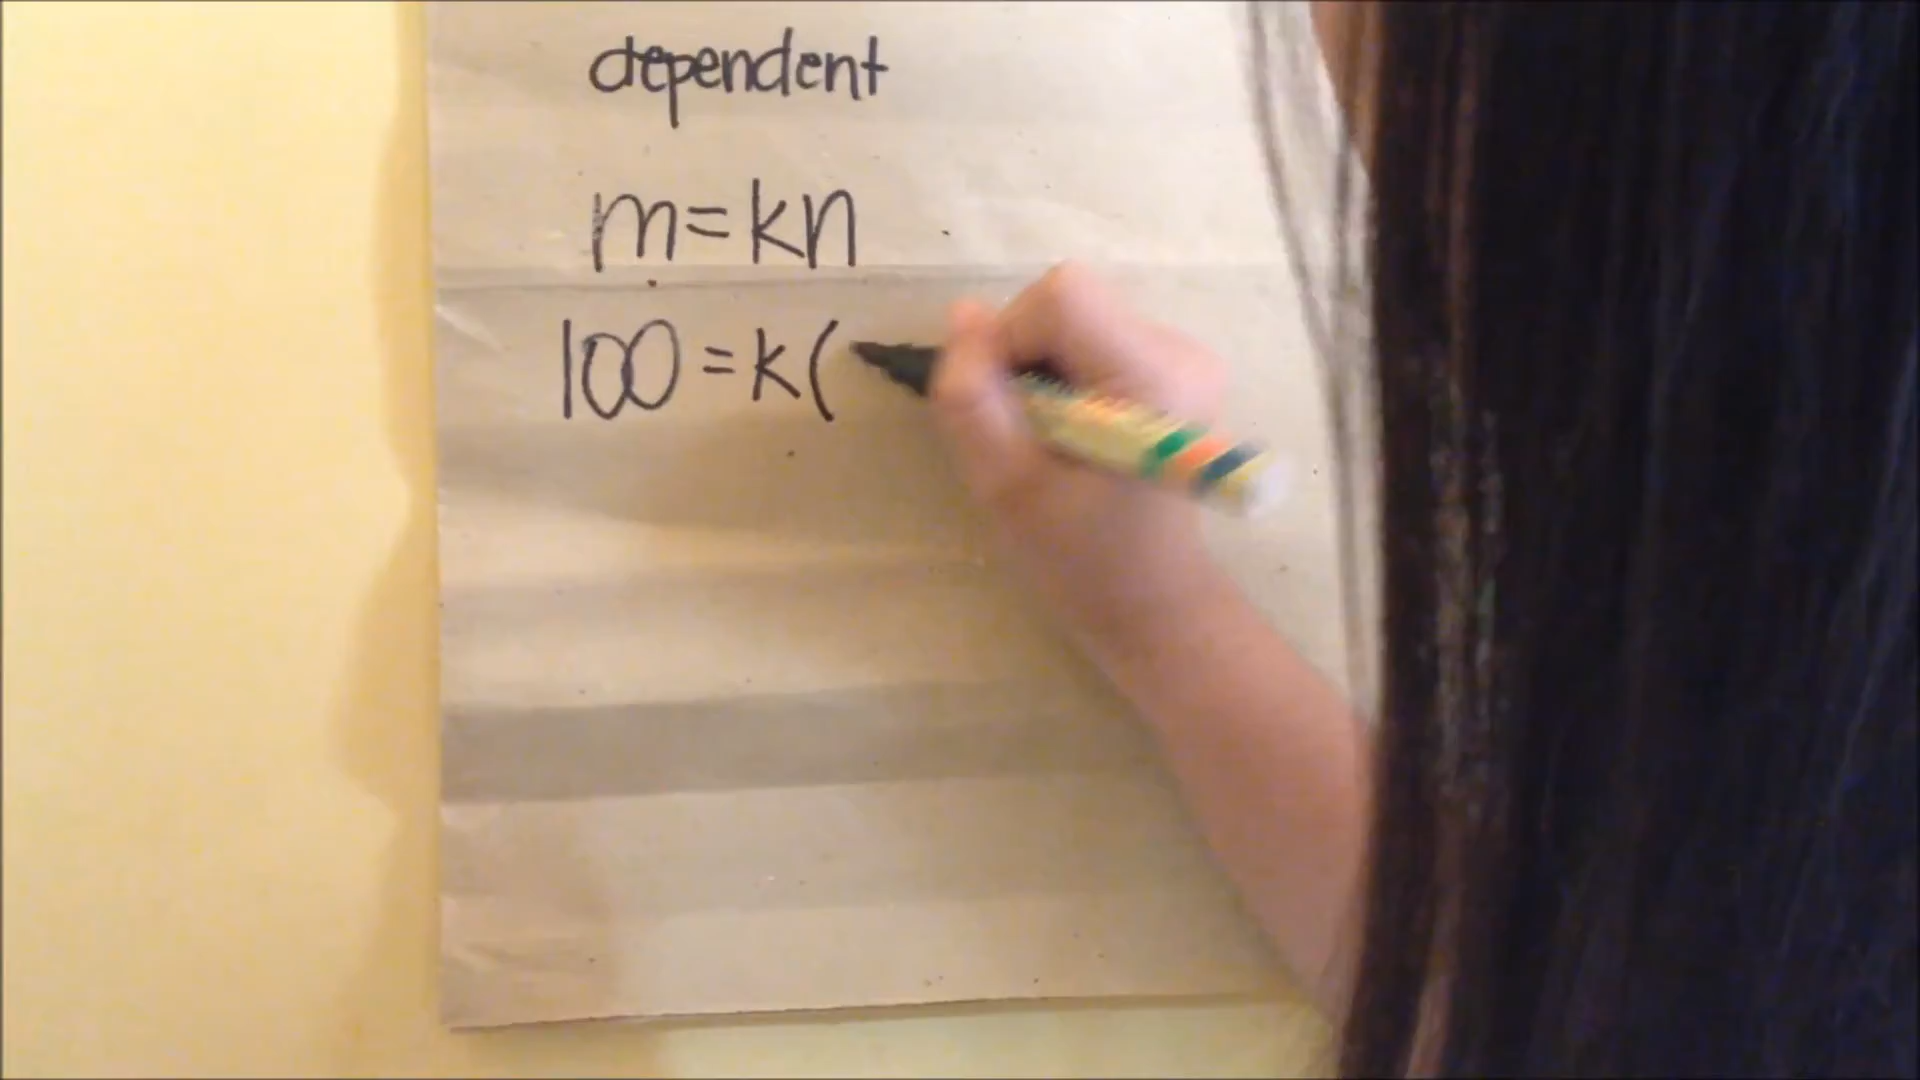 dependent
m=kn
100 = k (